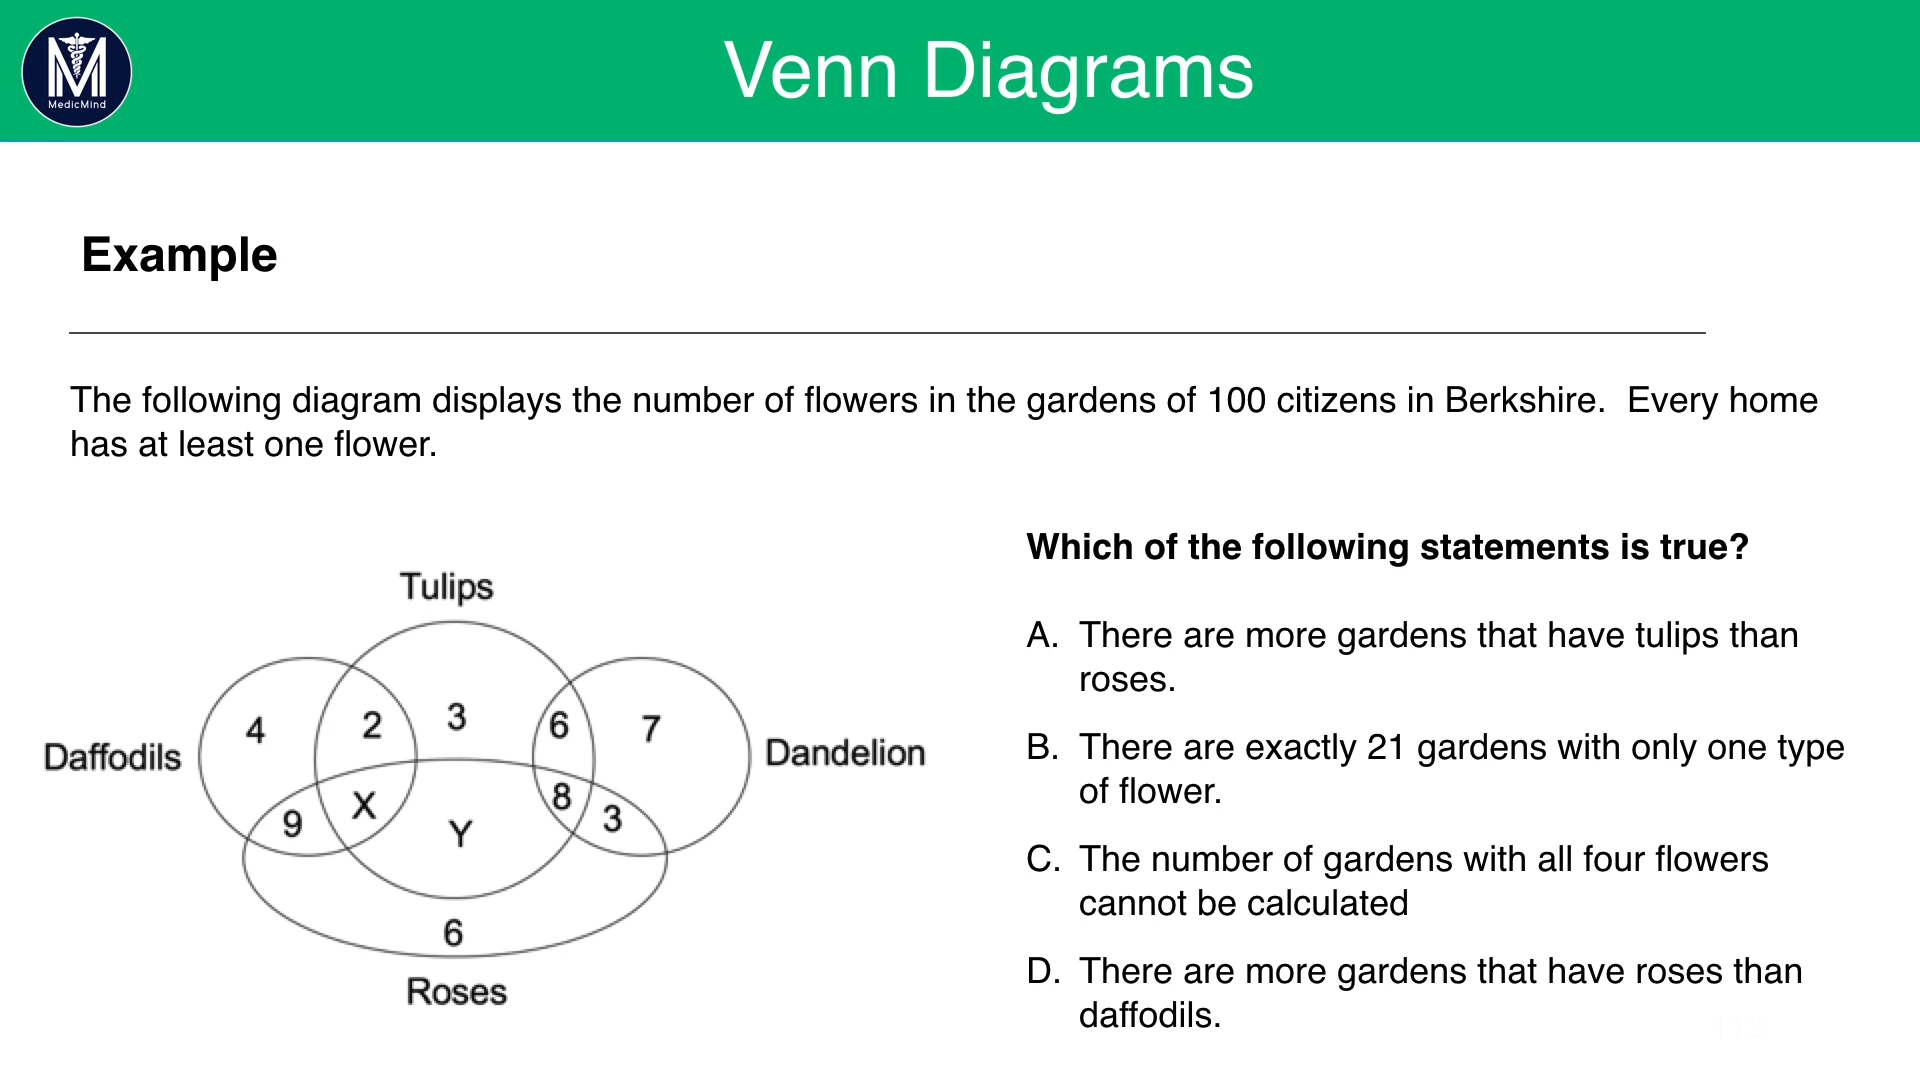 MedicMind
Venn Diagrams
Example
The following diagram displays the number of flowers in the gardens of 100 citizens in Berkshire.  Every home
has at least one flower.
Tulips
Daffodils
4
2
3
6
7
Dandelion
9
X
Y
8
3
6
Roses
Which of the following statements is true?
A. There are more gardens that have tulips than
roses.
B. There are exactly 21 gardens with only one type
of flower.
C. The number of gardens with all four flowers
cannot be calculated
D. There are more gardens that have roses than
daffodils.